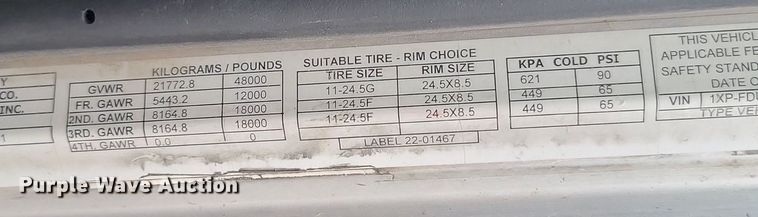 Y
CO.
INC.
1
KILOGRAMS / POUNDS
GVWR 21772.8 48000
FR. GAWR 5443.2 12000
2ND. GAWR 8164.8 18000
3RD. GAWR 8164.8 18000
4TH. GAWR 0.0 0
SUITABLE TIRE - RIM CHOICE
TIRE SIZE RIM SIZE
11-24.5G 24.5X8.5
11-24.5F 24.5X8.5
11-24.5F 24.5X8.5
LABEL 22-01467
KPA COLD PSI
621 90
449 65
449 65
THIS VEHICL
APPLICABLE FE
SAFETY STAND
DATE O
VIN 1XP-FD
TYPE VEH
Purple Wave Auction